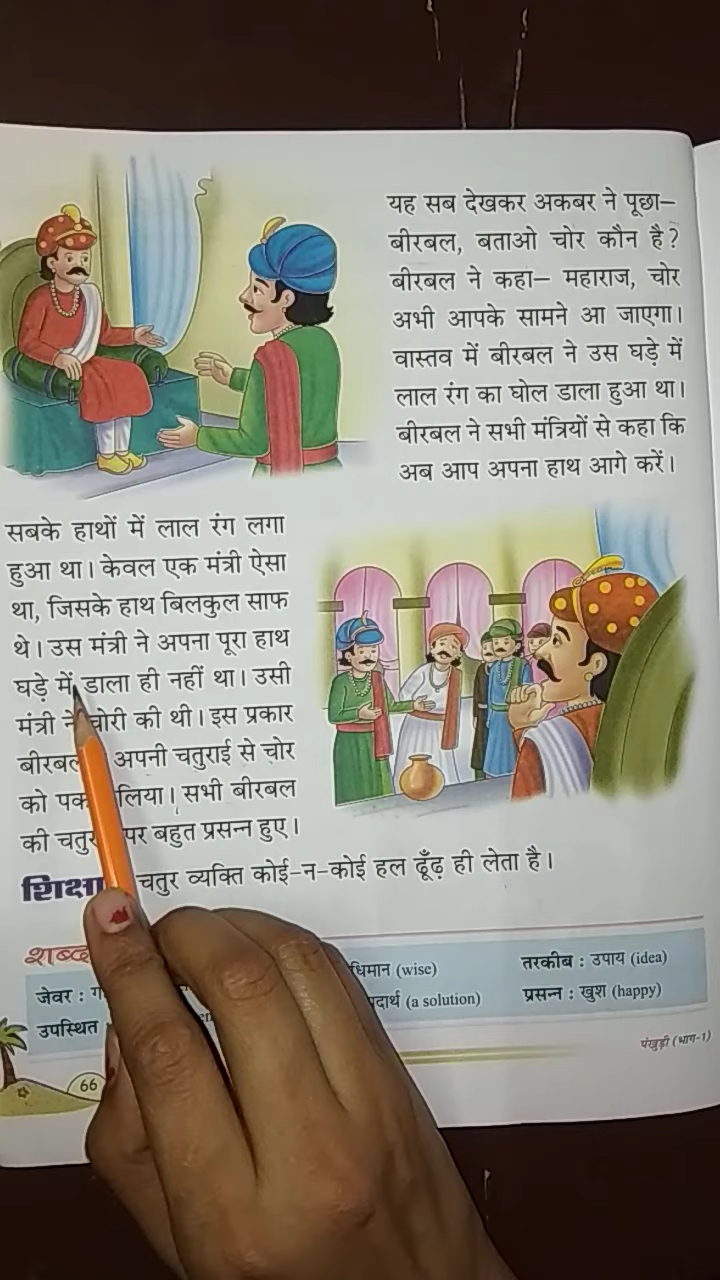 यह सब देखकर अकबर ने पूछा–
बीरबल, बताओ चोर कौन है?
बीरबल ने कहा– महाराज, चोर
अभी आपके सामने आ जाएगा।
वास्तव में बीरबल ने उस घड़े में
लाल रंग का घोल डाला हुआ था।
बीरबल ने सभी मंत्रियों से कहा कि
अब आप अपना हाथ आगे करें।
सबके हाथों में लाल रंग लगा
हुआ था। केवल एक मंत्री ऐसा
था, जिसके हाथ बिलकुल साफ
थे। उस मंत्री ने अपना पूरा हाथ
घड़े में डाला ही नहीं था। उसी
मंत्री ने चोरी की थी। इस प्रकार
बीरबल अपनी चतुराई से चोर
को लिया। सभी बीरबल
की पर बहुत प्रसन्न हुए।
शिक्षा चतुर व्यक्ति कोई-न-कोई हल ढूँढ़ ही लेता है।
(wise) तरकीब : उपाय (idea)
जेवर : (a solution) प्रसन्न : खुश (happy)
उपस्थित
पंखुड़ी (भाग-1)
66